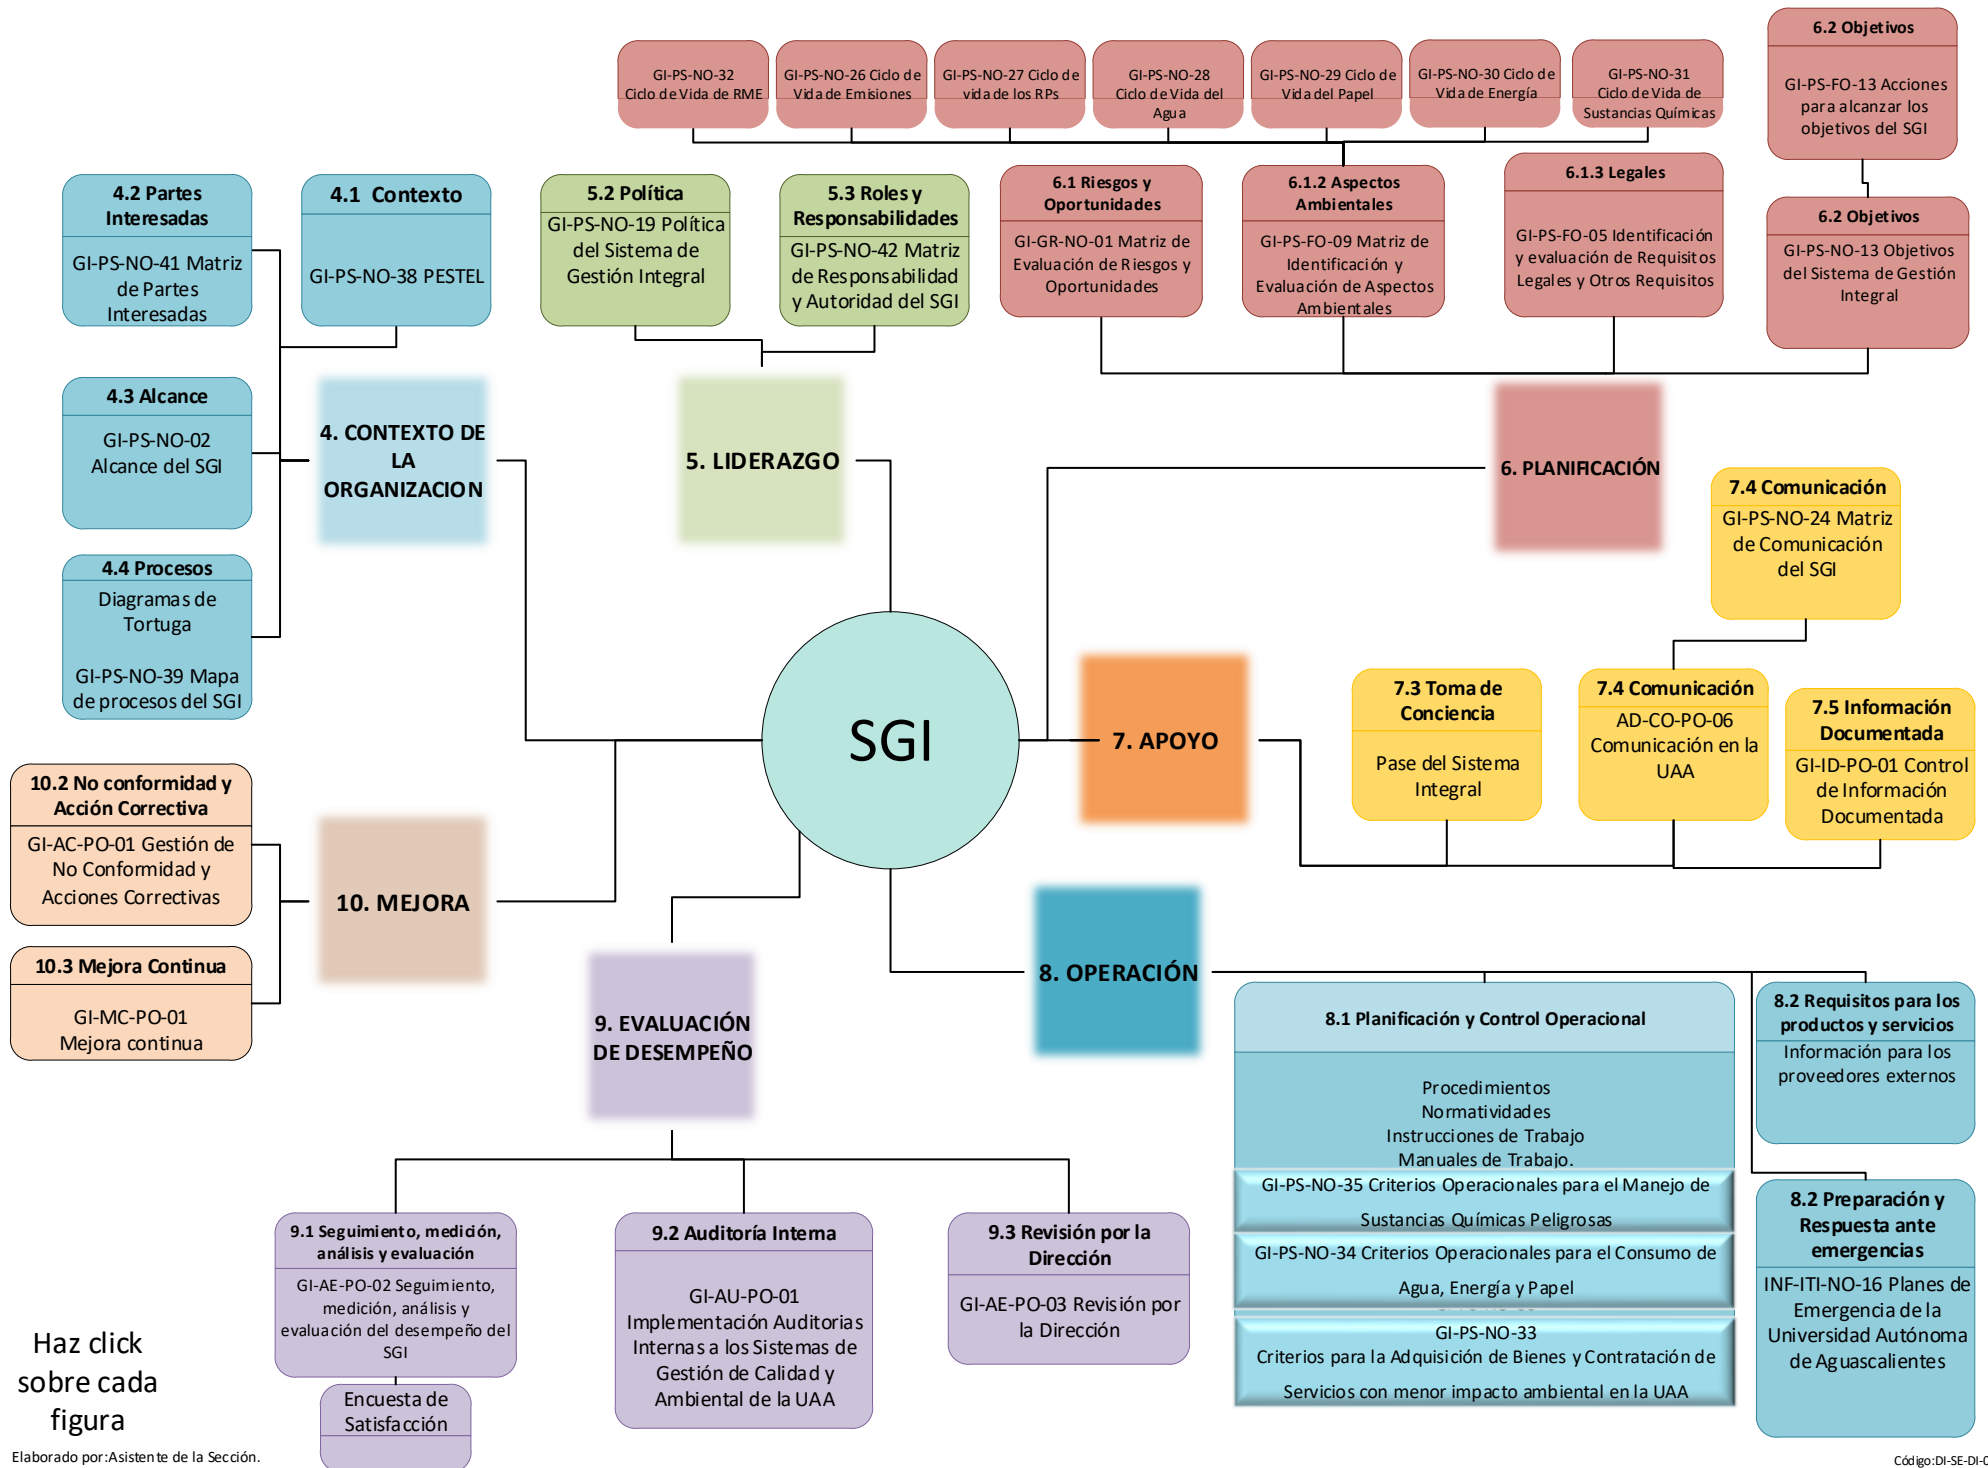 GI-PS-NO-32
Ciclo de Vida de RME
GI-PS-NO-26 Ciclo de
Vida de Emisiones
GI-PS-NO-27 Ciclo de
vida de los RPs
GI-PS-NO-28
Ciclo de Vida del
Agua
GI-PS-NO-29 Ciclo de
Vida del Papel
GI-PS-NO-30 Ciclo de
Vida de Energía
GI-PS-NO-31
Ciclo de Vida de
Sustancias Químicas
6.2 Objetivos
GI-PS-FO-13 Acciones
para alcanzar los
objetivos del SGI
4.2 Partes
Interesadas
GI-PS-NO-41 Matriz
de Partes
Interesadas
4.1 Contexto
GI-PS-NO-38 PESTEL
5.2 Política
GI-PS-NO-19 Política
del Sistema de
Gestión Integral
5.3 Roles y
Responsabilidades
GI-PS-NO-42 Matriz
de Responsabilidad
y Autoridad del SGI
6.1 Riesgos y
Oportunidades
GI-GR-NO-01 Matriz de
Evaluación de Riesgos y
Oportunidades
6.1.2 Aspectos
Ambientales
GI-PS-FO-09 Matriz de
Identificación y
Evaluación de Aspectos
Ambientales
6.1.3 Legales
GI-PS-FO-05 Identificación
y evaluación de Requisitos
Legales y Otros Requisitos
6.2 Objetivos
GI-PS-NO-13 Objetivos
del Sistema de Gestión
Integral
4.3 Alcance
GI-PS-NO-02
Alcance del SGI
4. CONTEXTO DE
LA
ORGANIZACION
5. LIDERAZGO
6. PLANIFICACIÓN
4.4 Procesos
Diagramas de
Tortuga
GI-PS-NO-39 Mapa
de procesos del SGI
7.4 Comunicación
GI-PS-NO-24 Matriz
de Comunicación
del SGI
SGI
7. APOYO
7.3 Toma de
Conciencia
Pase del Sistema
Integral
7.4 Comunicación
AD-CO-PO-06
Comunicación en la
UAA
7.5 Información
Documentada
GI-ID-PO-01 Control
de Información
Documentada
10.2 No conformidad y
Acción Correctiva
GI-AC-PO-01 Gestión de
No Conformidad y
Acciones Correctivas
10. MEJORA
10.3 Mejora Continua
GI-MC-PO-01
Mejora continua
8. OPERACIÓN
9. EVALUACIÓN
DE DESEMPEÑO
8.1 Planificación y Control Operacional
Procedimientos
Normatividades
Instrucciones de Trabajo
Manuales de Trabajo.
GI-PS-NO-35 Criterios Operacionales para el Manejo de
Sustancias Químicas Peligrosas
GI-PS-NO-34 Criterios Operacionales para el Consumo de
Agua, Energía y Papel
GI-PS-NO-33
Criterios para la Adquisición de Bienes y Contratación de
Servicios con menor impacto ambiental en la UAA
8.2 Requisitos para los
productos y servicios
Información para los
proveedores externos
8.2 Preparación y
Respuesta ante
emergencias
INF-ITI-NO-16 Planes de
Emergencia de la
Universidad Autónoma
de Aguascalientes
9.1 Seguimiento, medición,
análisis y evaluación
GI-AE-PO-02 Seguimiento,
medición, análisis y
evaluación del desempeño del
SGI
Encuesta de
Satisfacción
9.2 Auditoría Interna
GI-AU-PO-01
Implementación Auditorias
Internas a los Sistemas de
Gestión de Calidad y
Ambiental de la UAA
9.3 Revisión por la
Dirección
GI-AE-PO-03 Revisión por
la Dirección
Haz click
sobre cada
figura
Elaborado por:Asistente de la Sección.
Código:DI-SE-DI-0